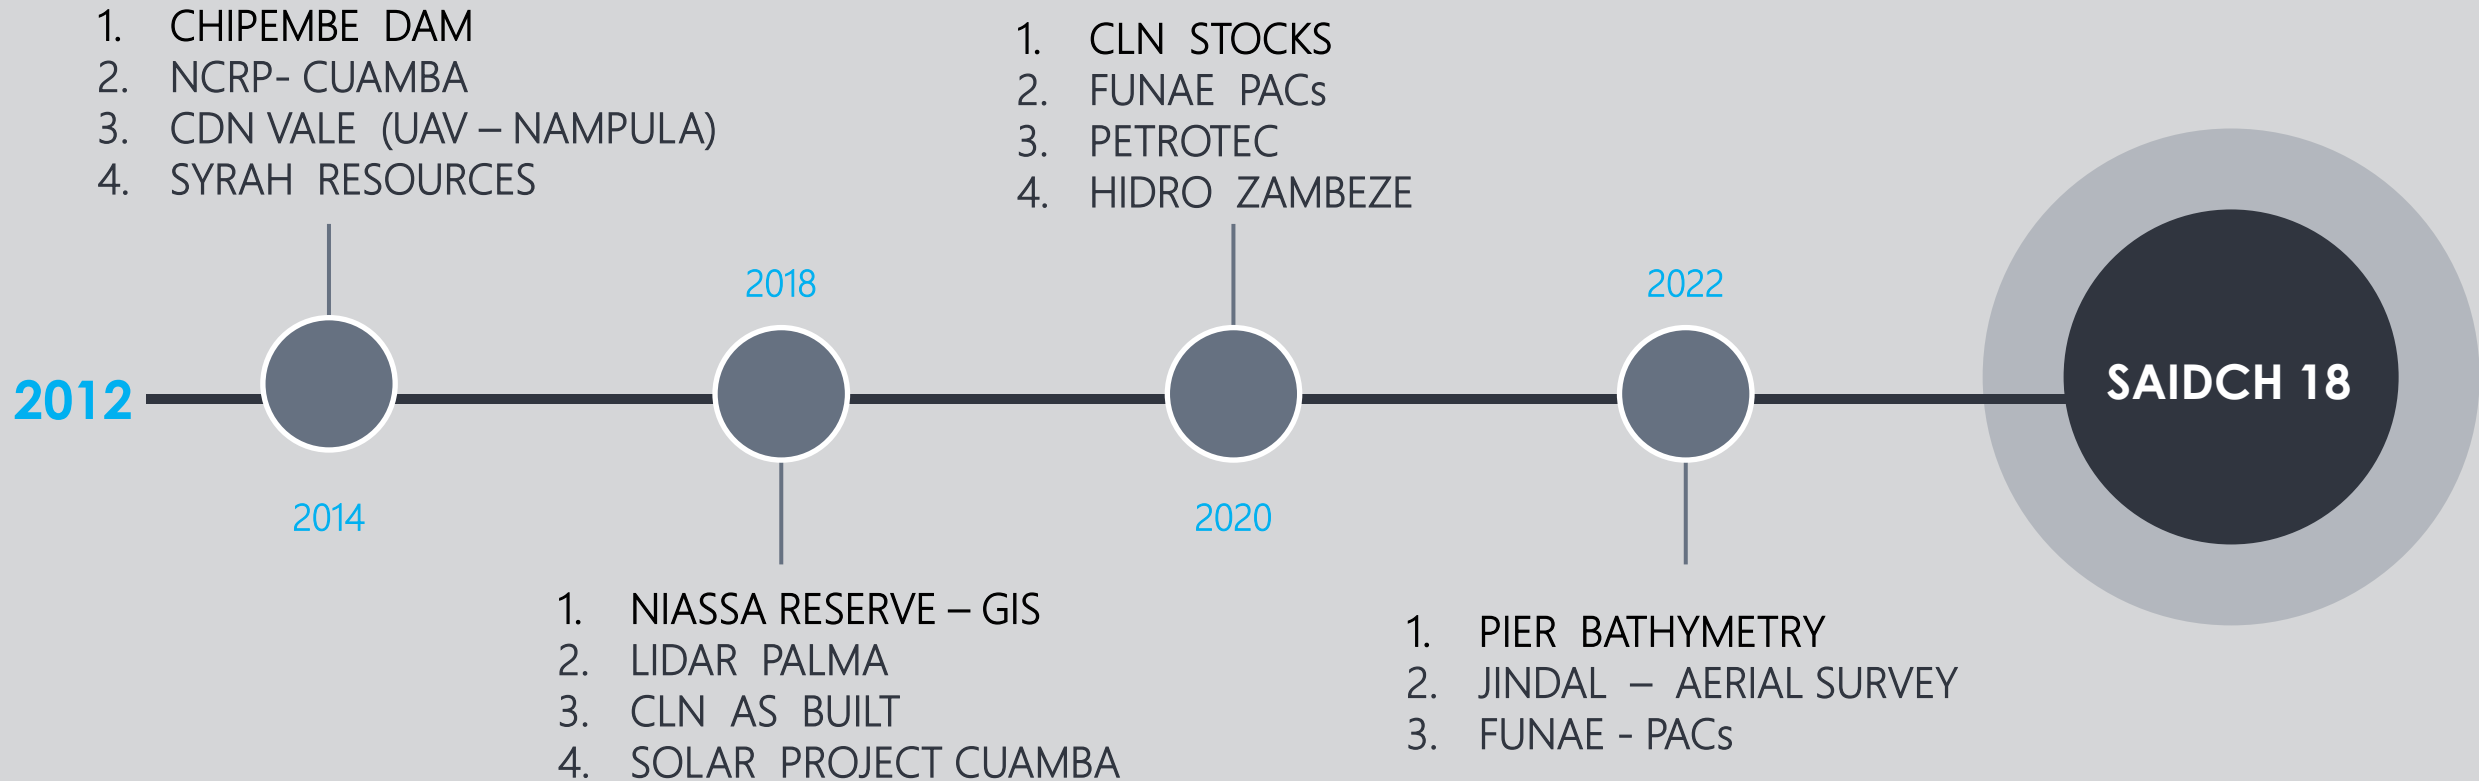 1. CHIPEMBE DAM
2. NCRP- CUAMBA
3. CDN VALE (UAV – NAMPULA)
4. SYRAH RESOURCES
1. CLN STOCKS
2. FUNAE PACs
3. PETROTEC
4. HIDRO ZAMBEZE
2018
2022
2012
SAIDCH 18
2014
2020
1. NIASSA RESERVE – GIS
2. LIDAR PALMA
3. CLN AS BUILT
4. SOLAR PROJECT CUAMBA
1. PIER BATHYMETRY
2. JINDAL – AERIAL SURVEY
3. FUNAE - PACs